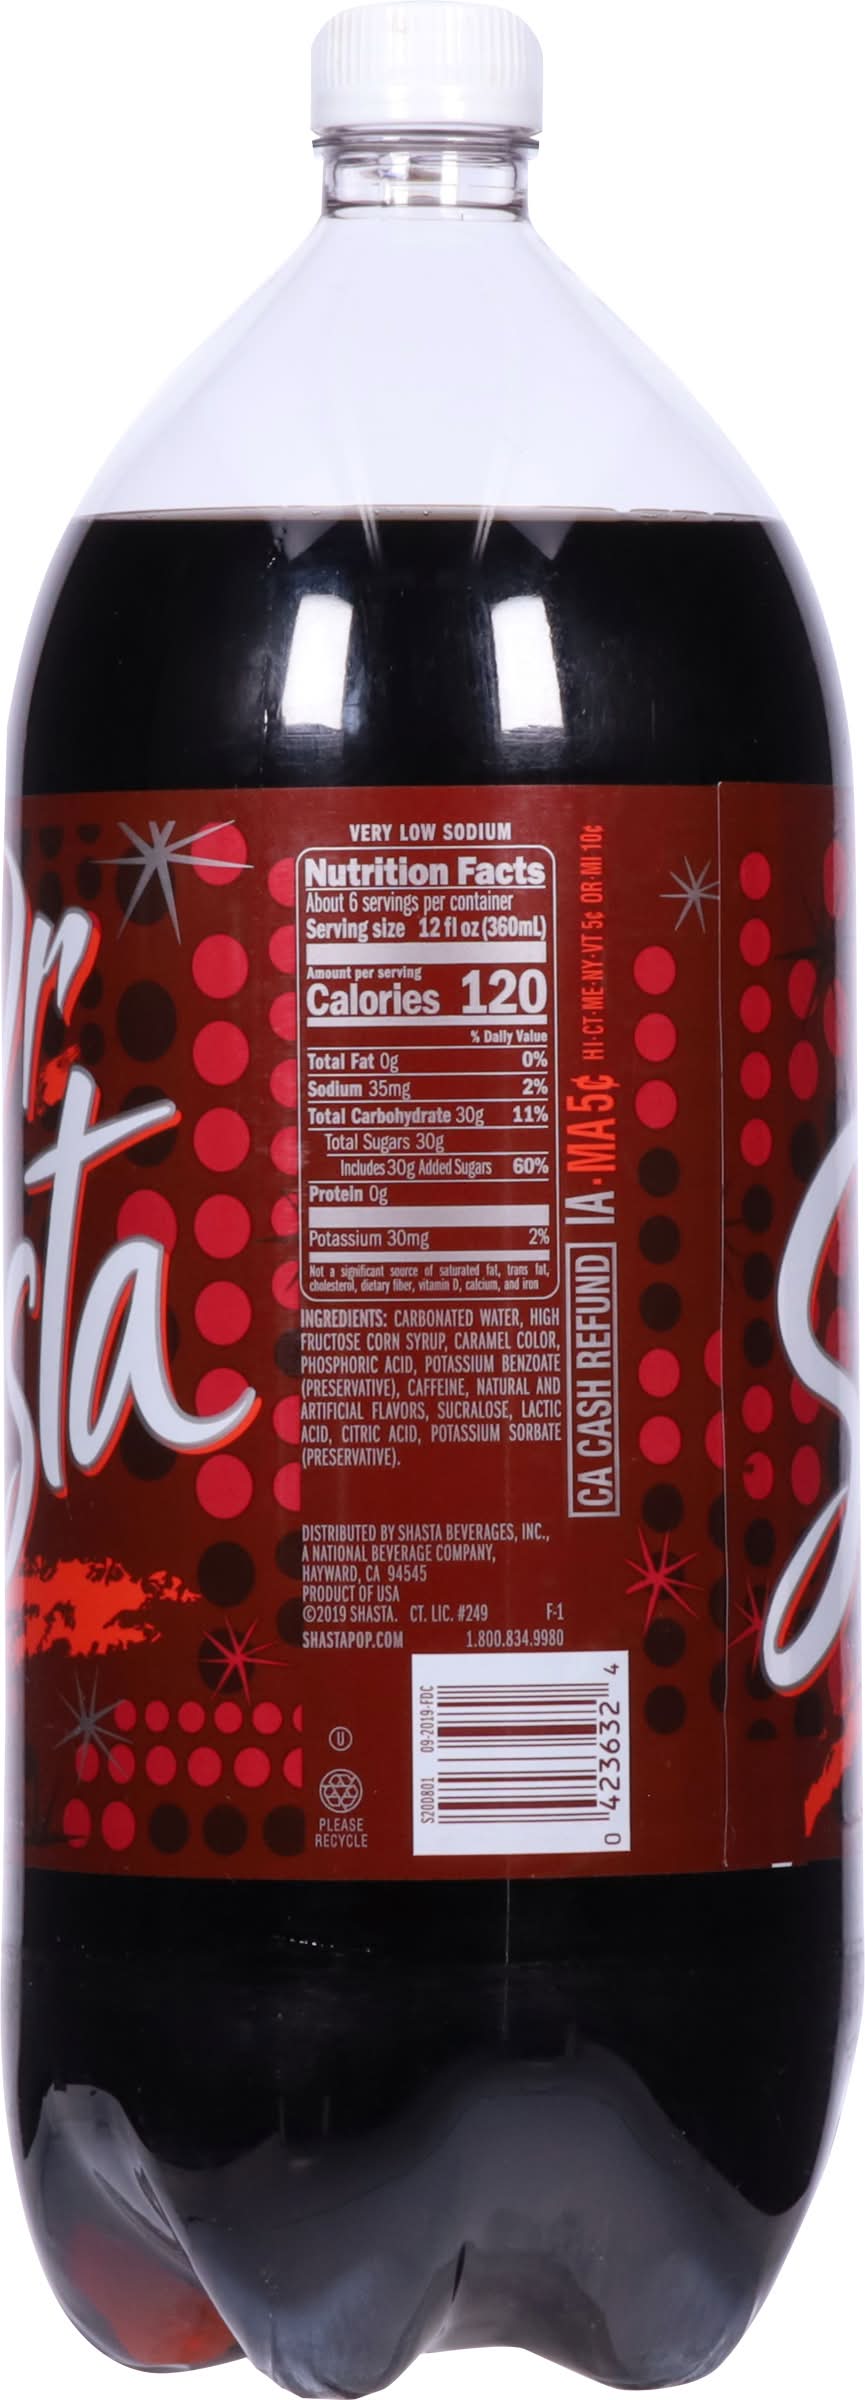 VERY LOW SODIUM
Nutrition Facts
About 6 servings per container
Serving size 12 fl oz (360mL)
Amount per serving
Calories 120
% Daily Value
Total Fat 0g 0%
Sodium 35mg 2%
Total Carbohydrate 30g 11%
Total Sugars 30g
Includes 30g Added Sugars 60%
Protein 0g
Potassium 30mg 2%
Not a significant source of saturated fat, trans fat,
cholesterol, dietary fiber, vitamin D, calcium, and iron
INGREDIENTS: CARBONATED WATER, HIGH
FRUCTOSE CORN SYRUP, CARAMEL COLOR,
PHOSPHORIC ACID, POTASSIUM BENZOATE
(PRESERVATIVE), CAFFEINE, NATURAL AND
ARTIFICIAL FLAVORS, SUCRALOSE, LACTIC
ACID, CITRIC ACID, POTASSIUM SORBATE
(PRESERVATIVE).
CA CASH REFUND IA·MA 5¢ HI·CT·ME·NY·VT 5¢ OR·MI 10¢
DISTRIBUTED BY SHASTA BEVERAGES, INC.,
A NATIONAL BEVERAGE COMPANY,
HAYWARD, CA 94545
PRODUCT OF USA
©2019 SHASTA. CT. LIC. #249 F-1
SHASTAPOP.COM 1.800.834.9980
U
PLEASE
RECYCLE
S200801 09-2019-FDC
0 423632 4